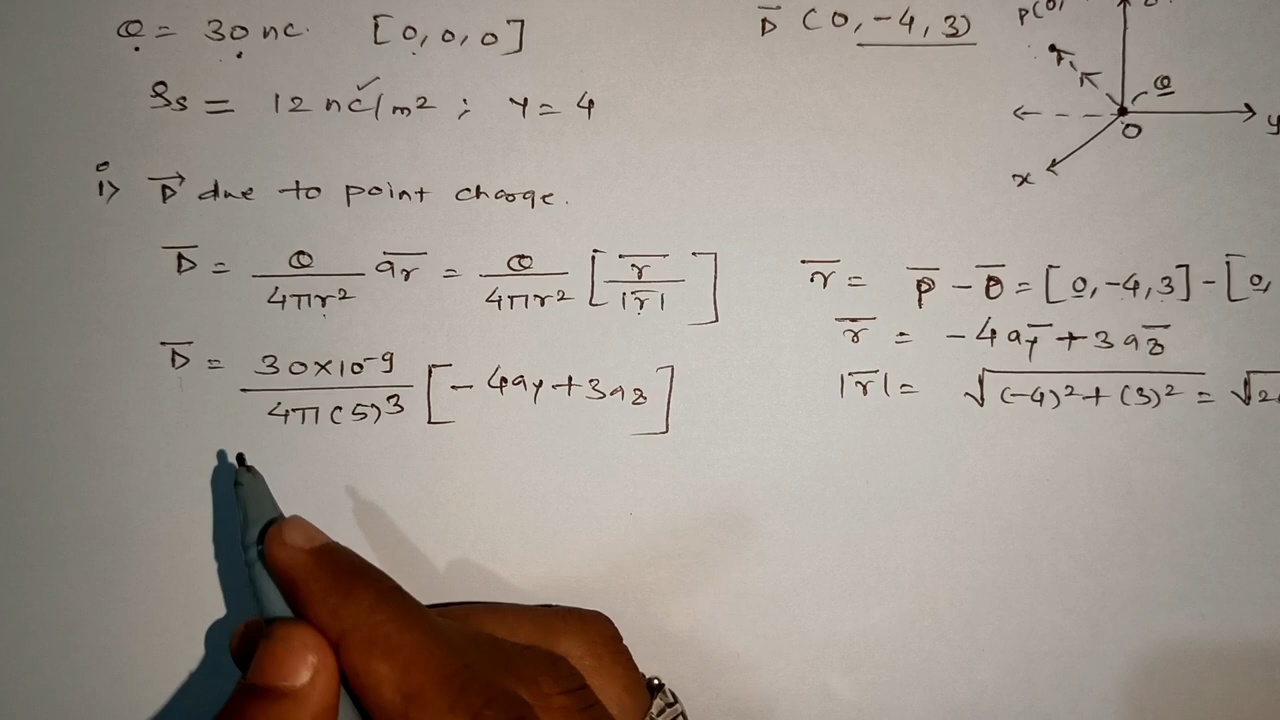 Q = 30 nc. [0,0,0]
D̅ (0,-4,3)
P(0,
ρs = 12 nc/m2 ; Y = 4
Q
O
y
x
i> D⃗ due to point charge.
D̅ = Q/4πr2 a̅r̅ = Q/4πr2 [r̅/|r̅|]
r̅ = P̅ - O̅ = [0,-4,3] - [0,
r̅ = -4ay̅ + 3az̅
D̅ = 30×10-9/4π(5)3 [-4ay+3az]
|r̅| = √(-4)2+(3)2 = √2